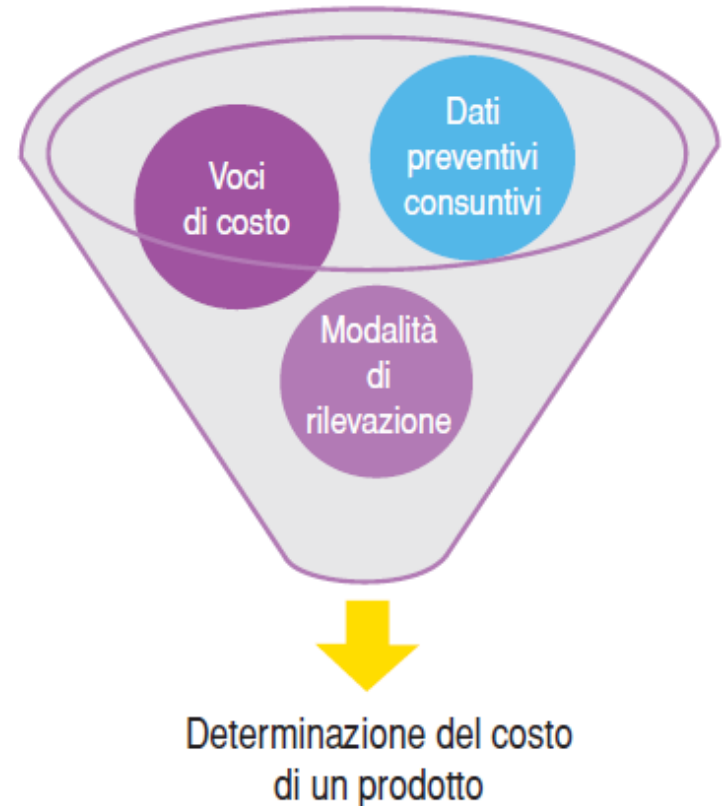 Voci
di costo
Dati
preventivi
consuntivi
Modalità
di
rilevazione
Determinazione del costo
di un prodotto